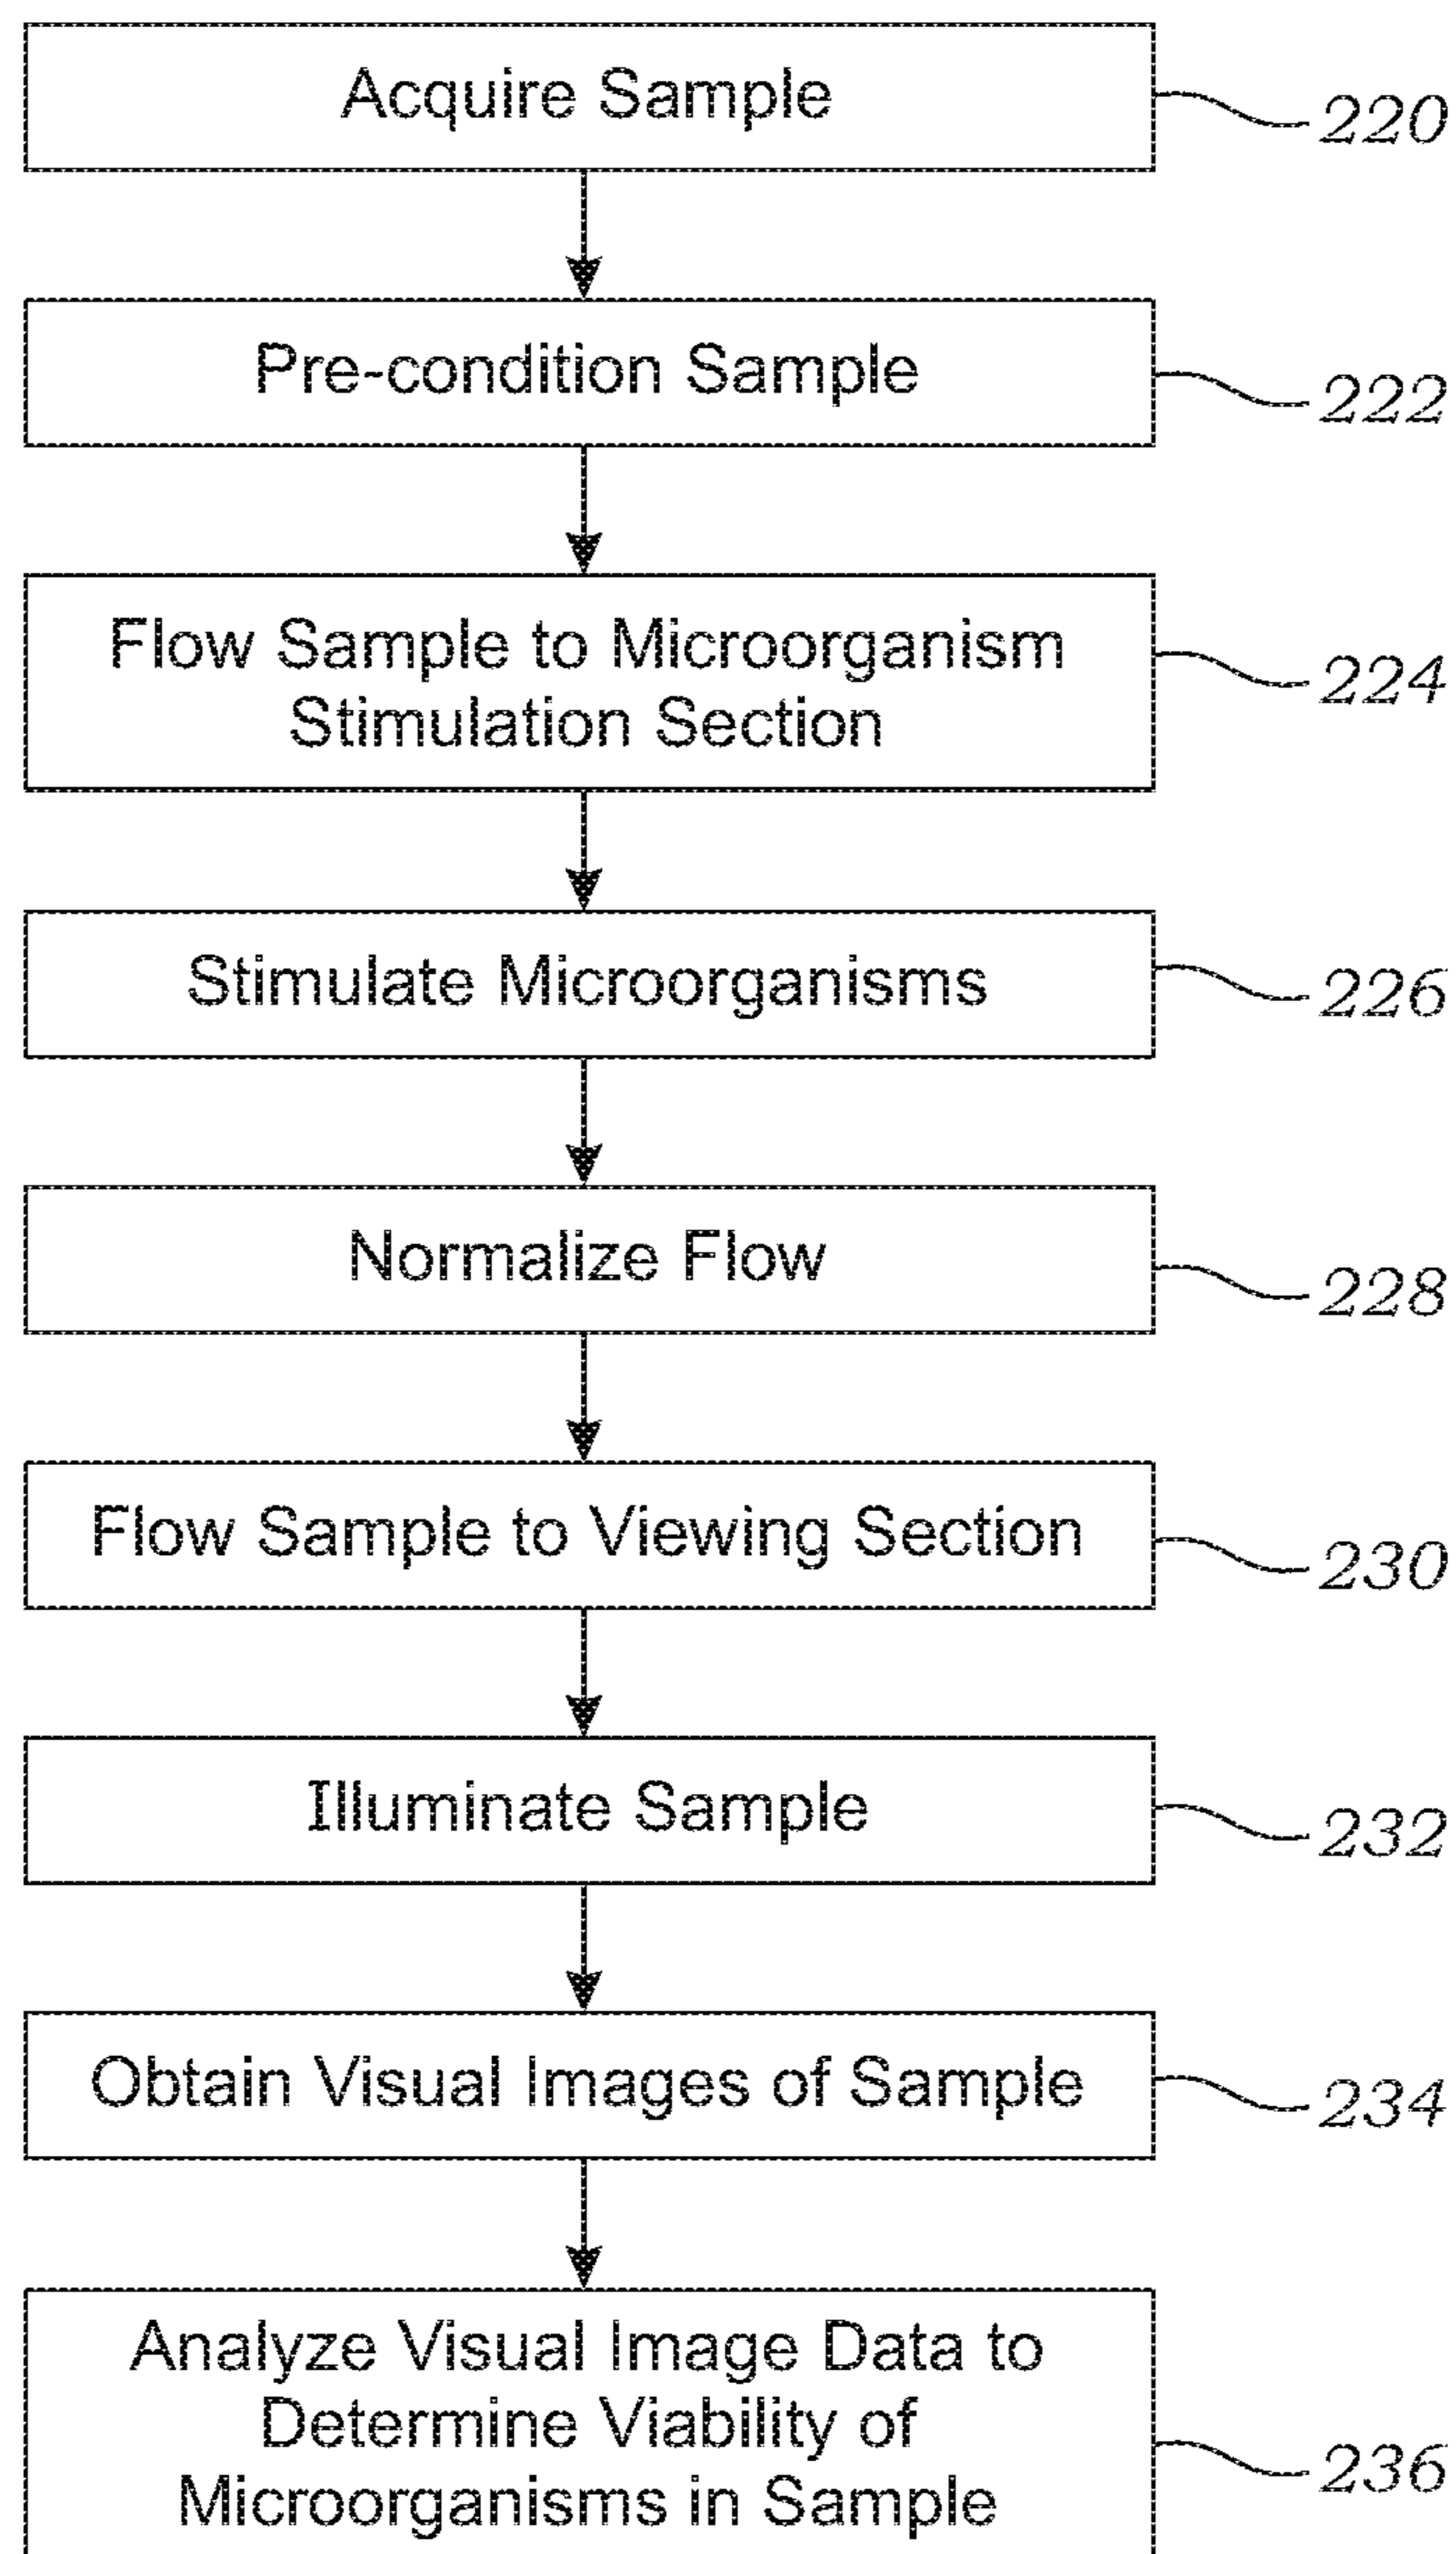 Acquire Sample
220
Pre-condition Sample
222
Flow Sample to Microorganism
Stimulation Section
224
Stimulate Microorganisms
226
Normalize Flow
228
Flow Sample to Viewing Section
230
Illuminate Sample
232
Obtain Visual Images of Sample
234
Analyze Visual Image Data to
Determine Viability of
Microorganisms in Sample
236